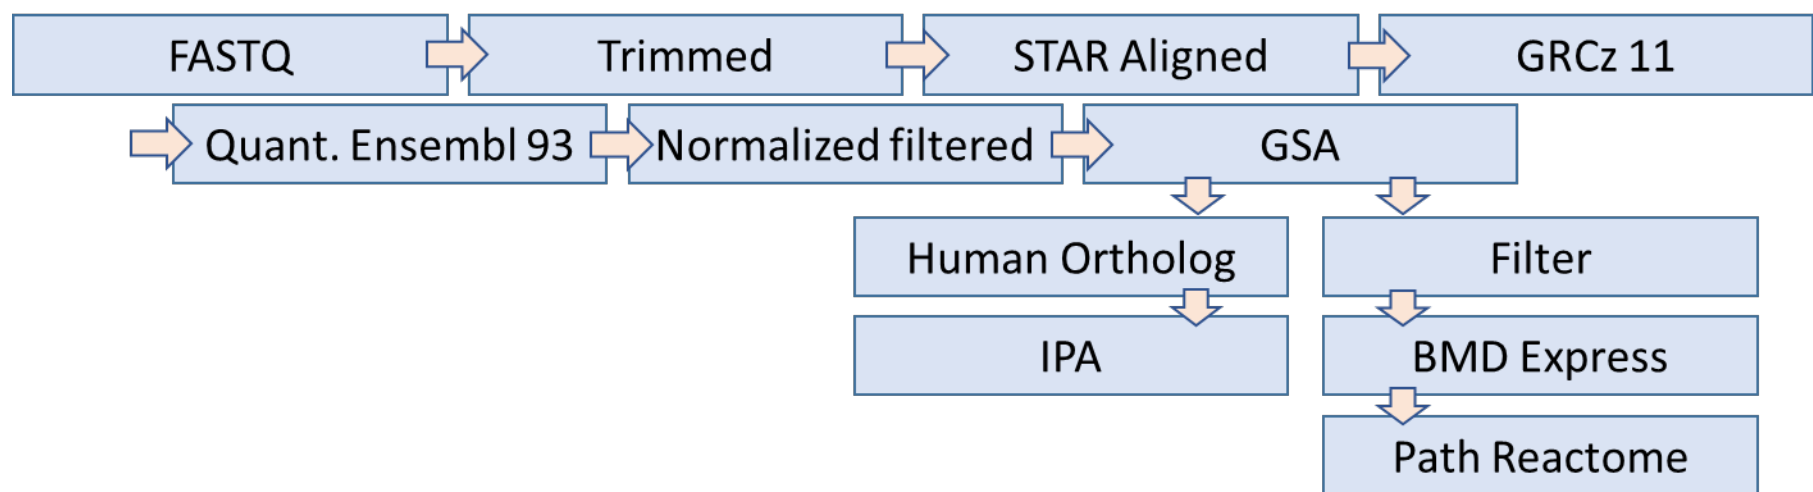 FASTQ
Trimmed
STAR Aligned
GRCz 11
Quant. Ensembl 93
Normalized filtered
GSA
Human Ortholog
Filter
IPA
BMD Express
Path Reactome